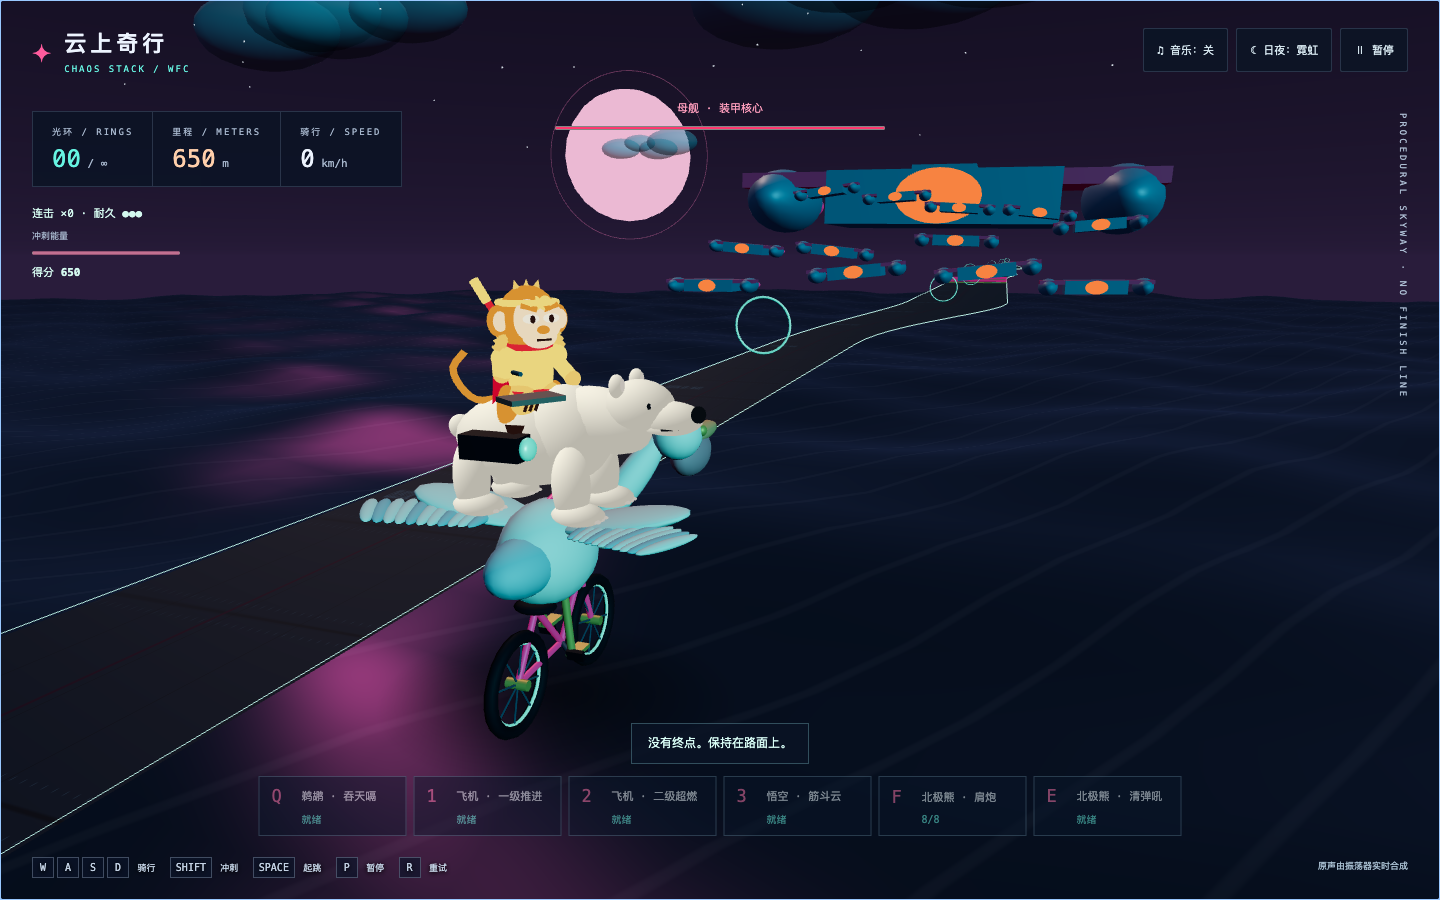 云上奇行
CHAOS STACK / WFC
♫ 音乐: 关
☾ 日夜: 霓虹
II 暂停
光环 / RINGS
00 / ∞
里程 / METERS
650 m
骑行 / SPEED
0 km/h
连击 ×0 · 耐久 ●●●
冲刺能量
得分 650
母舰 · 装甲核心
PROCEDURAL SKYWAY · NO FINISH LINE
没有终点。保持在路面上。
Q 鹈鹕 · 吞天嗝
就绪
1 飞机 · 一级推进
就绪
2 飞机 · 二级超燃
就绪
3 悟空 · 筋斗云
就绪
F 北极熊 · 肩炮
8/8
E 北极熊 · 清弹吼
就绪
W A S D 骑行 SHIFT 冲刺 SPACE 起跳 P 暂停 R 重试
原声由振荡器实时合成